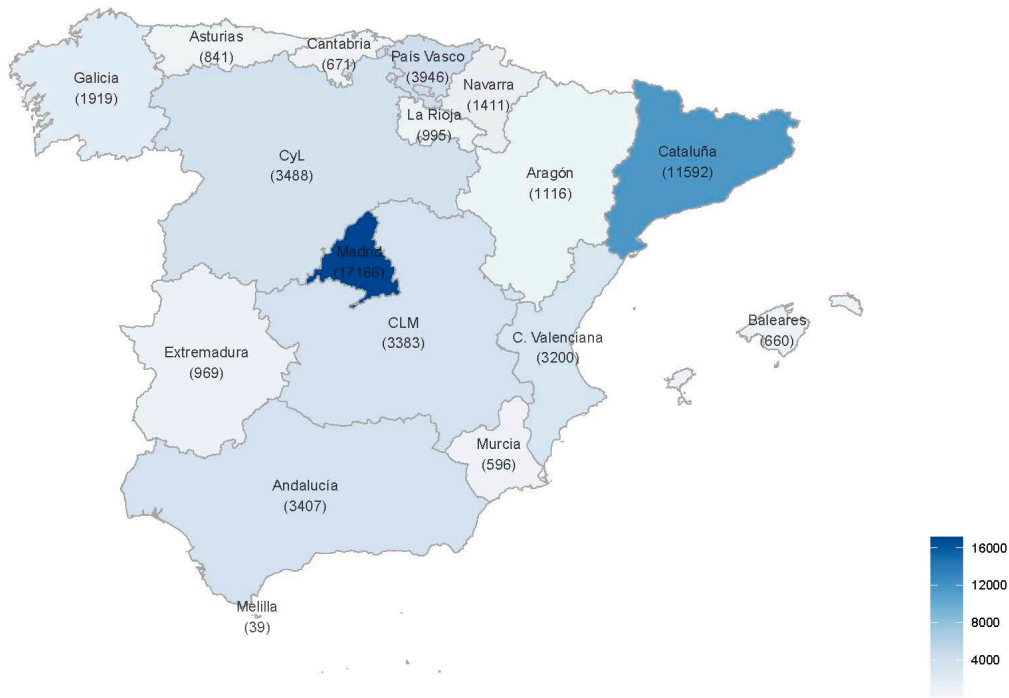 Asturias
(841)
Cantabria
(671)
País Vasco
(3946)
Galicia
(1919)
Navarra
(1411)
La Rioja
(995)
CyL
(3488)
Aragón
(1116)
Cataluña
(11592)
Madrid
(17166)
CLM
(3383)
C. Valenciana
(3200)
Baleares
(660)
Extremadura
(969)
Murcia
(596)
Andalucía
(3407)
Melilla
(39)
16000
12000
8000
4000